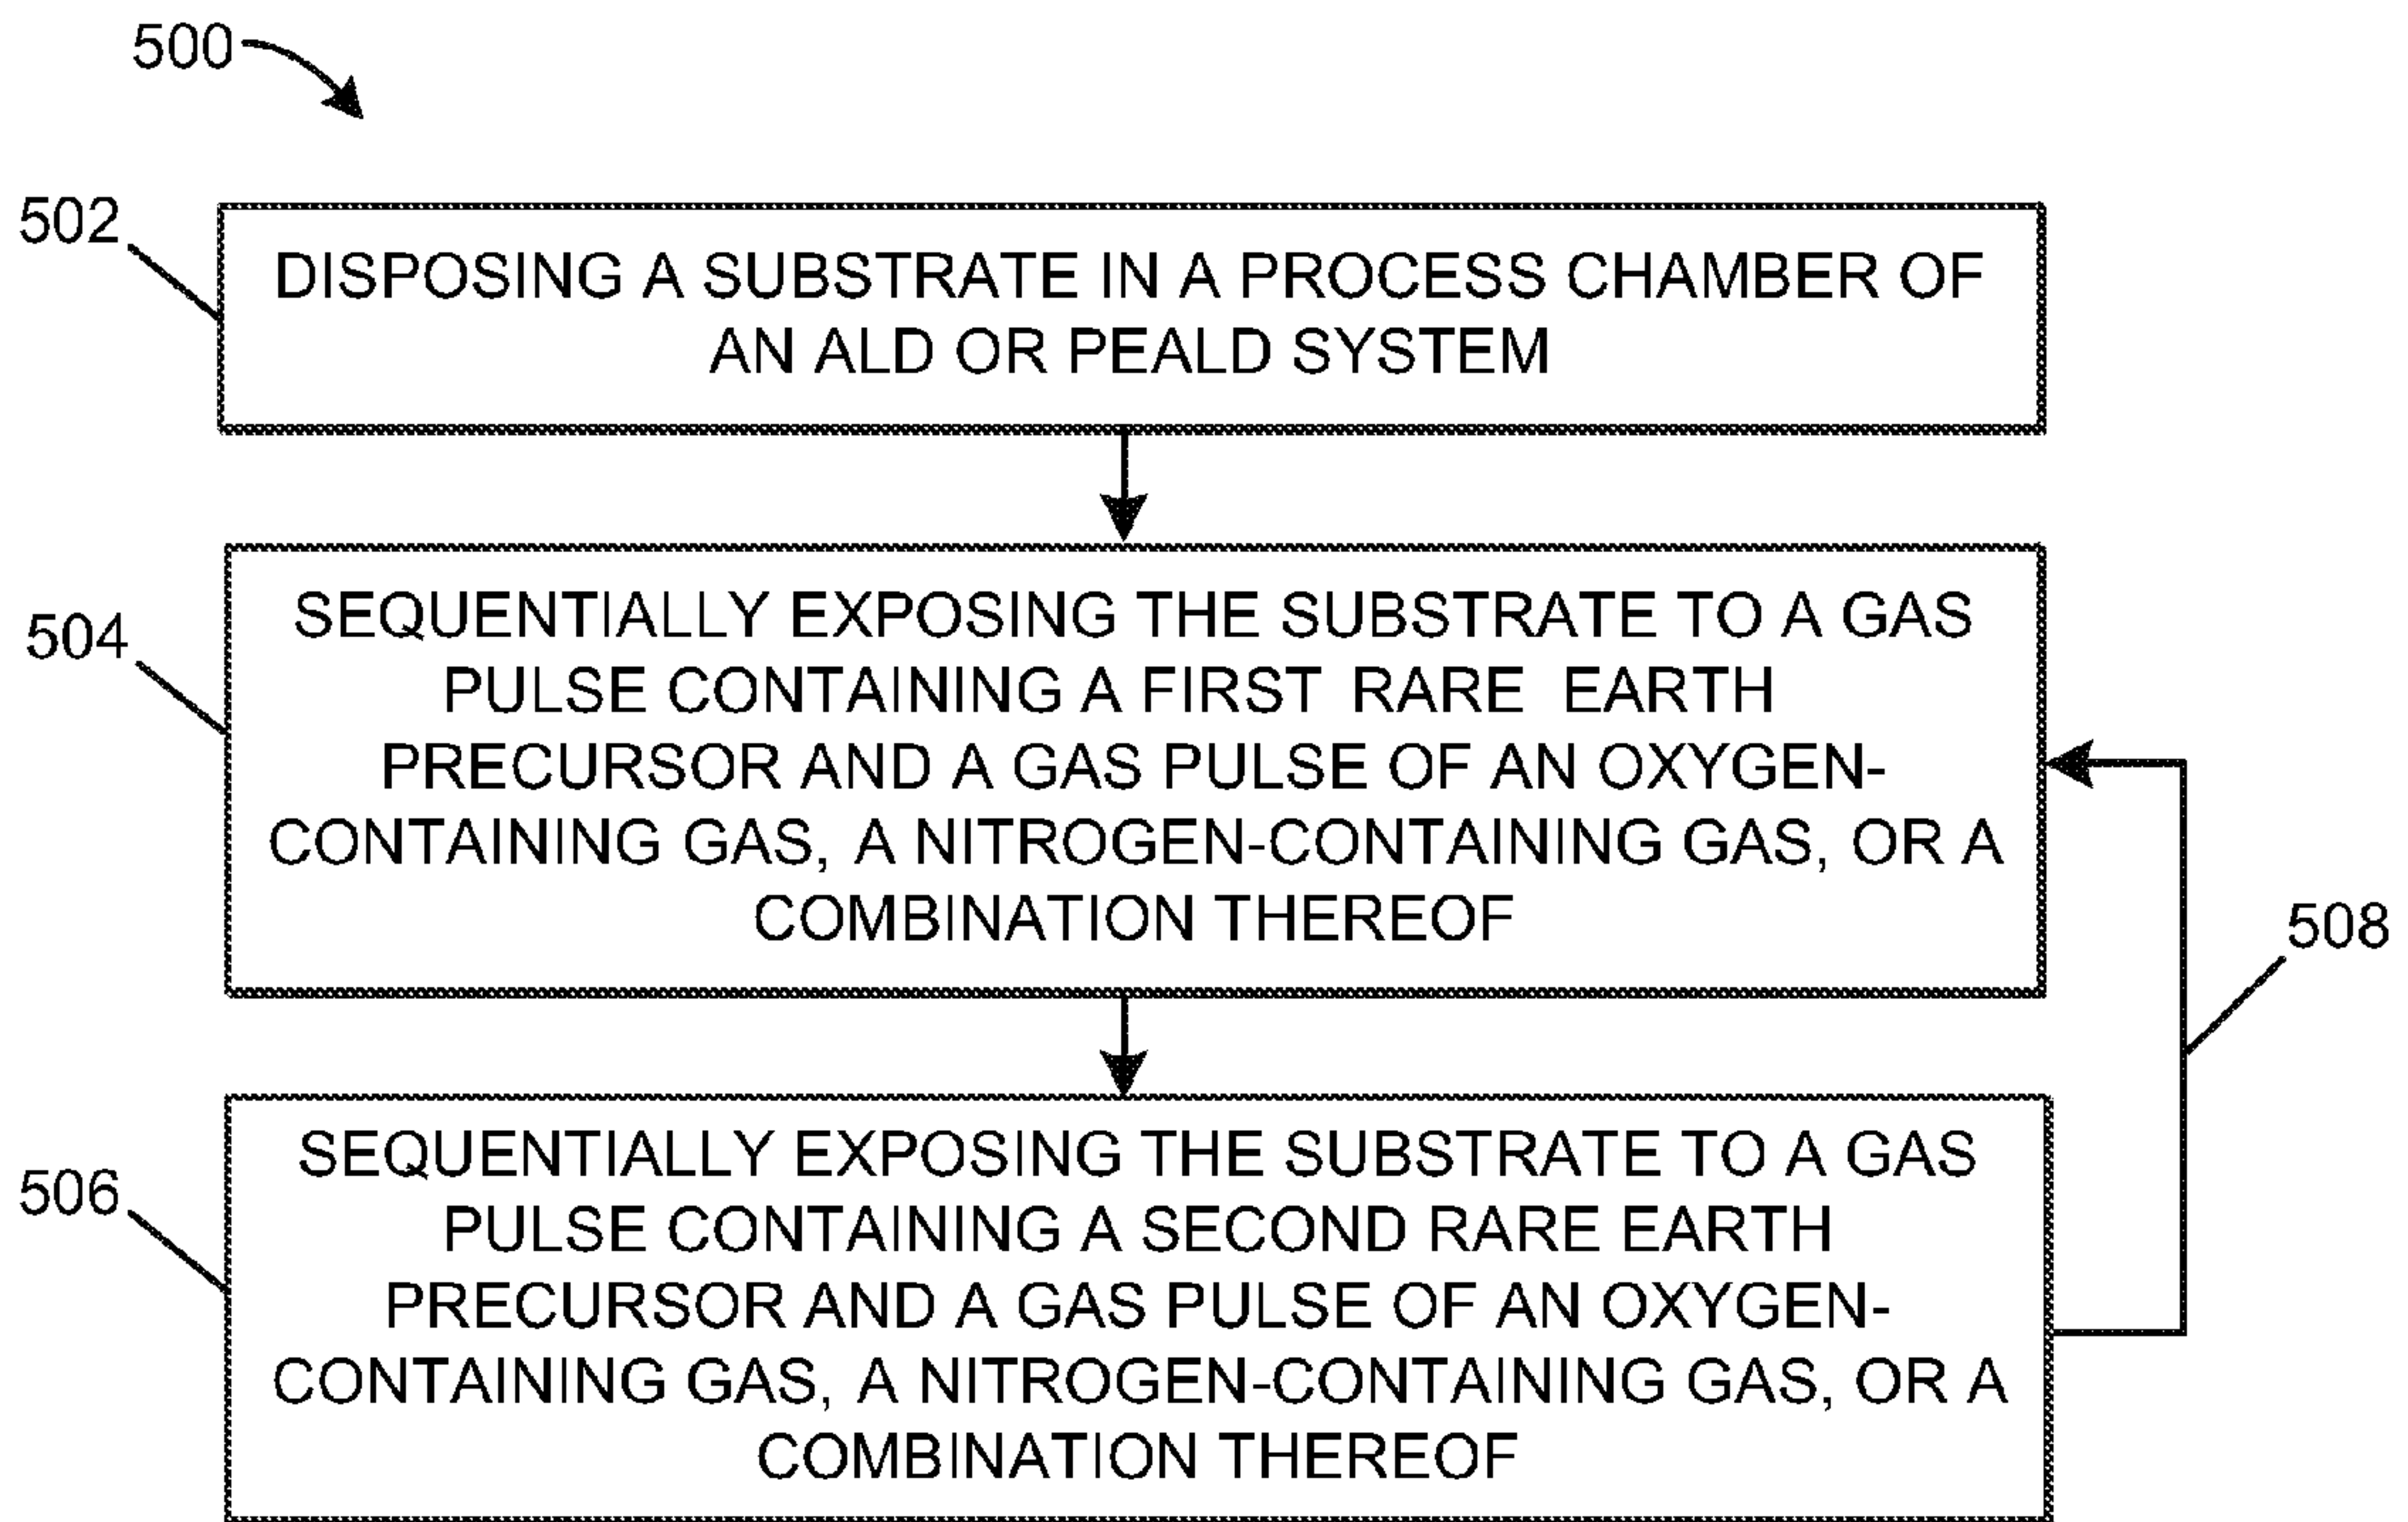 500
502
DISPOSING A SUBSTRATE IN A PROCESS CHAMBER OF
AN ALD OR PEALD SYSTEM
504
SEQUENTIALLY EXPOSING THE SUBSTRATE TO A GAS
PULSE CONTAINING A FIRST RARE EARTH
PRECURSOR AND A GAS PULSE OF AN OXYGEN-
CONTAINING GAS, A NITROGEN-CONTAINING GAS, OR A
COMBINATION THEREOF
508
506
SEQUENTIALLY EXPOSING THE SUBSTRATE TO A GAS
PULSE CONTAINING A SECOND RARE EARTH
PRECURSOR AND A GAS PULSE OF AN OXYGEN-
CONTAINING GAS, A NITROGEN-CONTAINING GAS, OR A
COMBINATION THEREOF